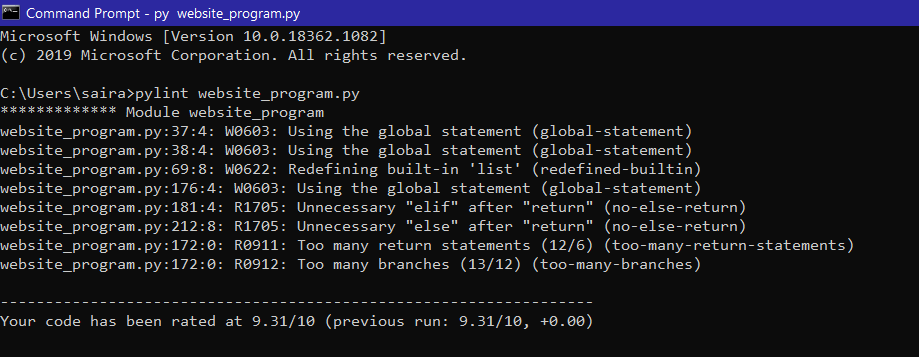 Command Prompt - py  website_program.py
Microsoft Windows [Version 10.0.18362.1082]
(c) 2019 Microsoft Corporation. All rights reserved.
C:\Users\saira>pylint website_program.py
************* Module website_program
website_program.py:37:4: W0603: Using the global statement (global-statement)
website_program.py:38:4: W0603: Using the global statement (global-statement)
website_program.py:69:8: W0622: Redefining built-in 'list' (redefined-builtin)
website_program.py:176:4: W0603: Using the global statement (global-statement)
website_program.py:181:4: R1705: Unnecessary "elif" after "return" (no-else-return)
website_program.py:212:8: R1705: Unnecessary "else" after "return" (no-else-return)
website_program.py:172:0: R0911: Too many return statements (12/6) (too-many-return-statements)
website_program.py:172:0: R0912: Too many branches (13/12) (too-many-branches)
------------------------------------------------------------------
Your code has been rated at 9.31/10 (previous run: 9.31/10, +0.00)